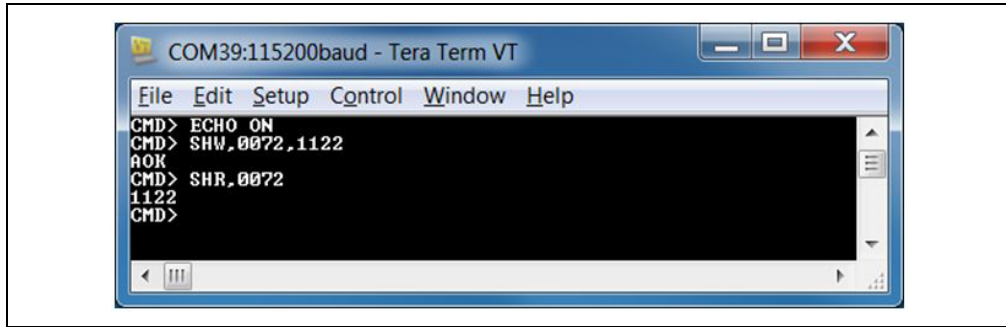 COM39:115200baud - Tera Term VT
File Edit Setup Control Window Help
CMD> ECHO ON
CMD> SHW,0072,1122
AOK
CMD> SHR,0072
1122
CMD>